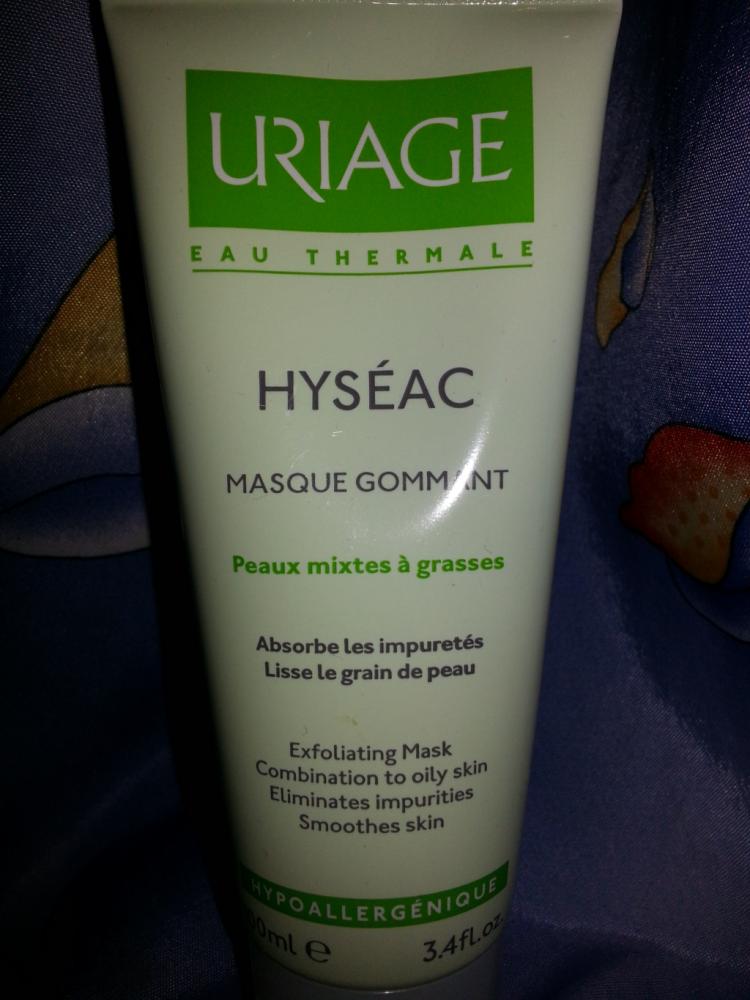 URIAGE
EAU THERMALE
HYSÉAC
MASQUE GOMMANT
Peaux mixtes à grasses
Absorbe les impuretés
Lisse le grain de peau
Exfoliating Mask
Combination to oily skin
Eliminates impurities
Smoothes skin
HYPOALLERGÉNIQUE
00ml ℮ 3.4fl.oz.